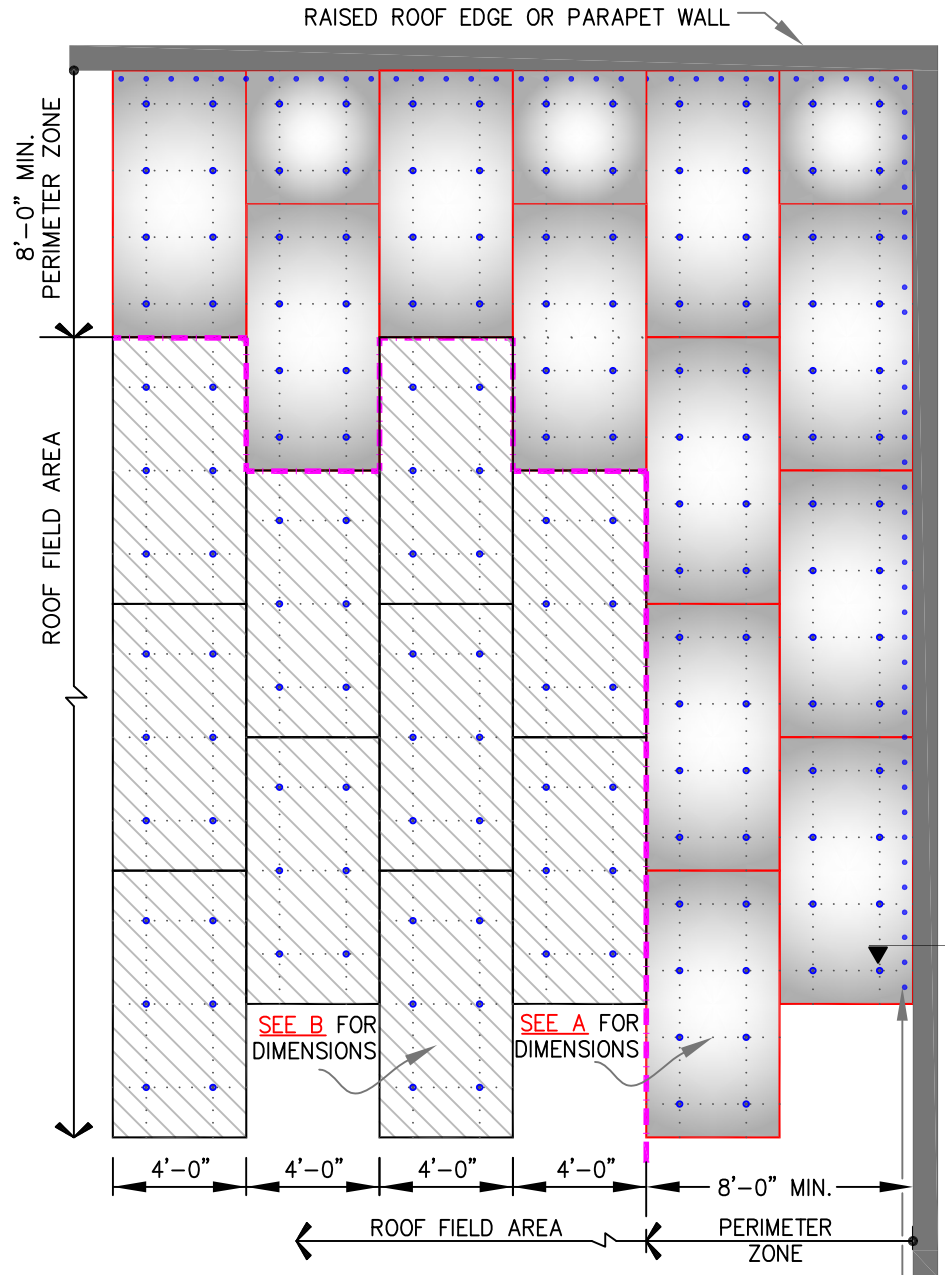 RAISED ROOF EDGE OR PARAPET WALL
8'-0" MIN.
PERIMETER ZONE
ROOF FIELD AREA
SEE B FOR
DIMENSIONS
SEE A FOR
DIMENSIONS
4'-0"
4'-0"
4'-0"
4'-0"
8'-0" MIN.
ROOF FIELD AREA
PERIMETER
ZONE